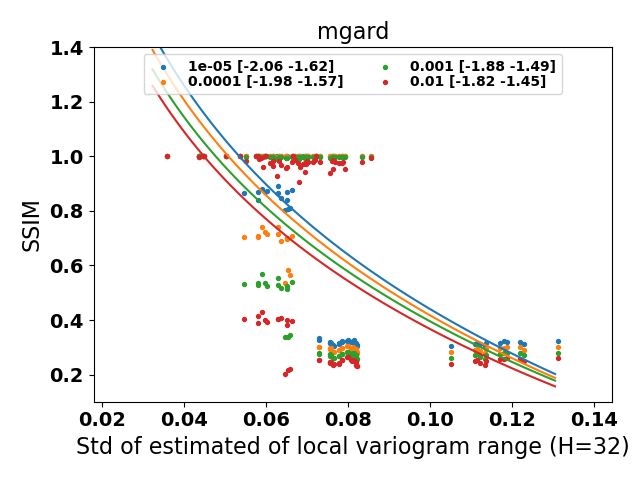 mgard
1e-05 [-2.06 -1.62]
0.0001 [-1.98 -1.57]
0.001 [-1.88 -1.49]
0.01 [-1.82 -1.45]
1.4
1.2
1.0
0.8
0.6
0.4
0.2
SSIM
0.02 0.04 0.06 0.08 0.10 0.12 0.14
Std of estimated of local variogram range (H=32)